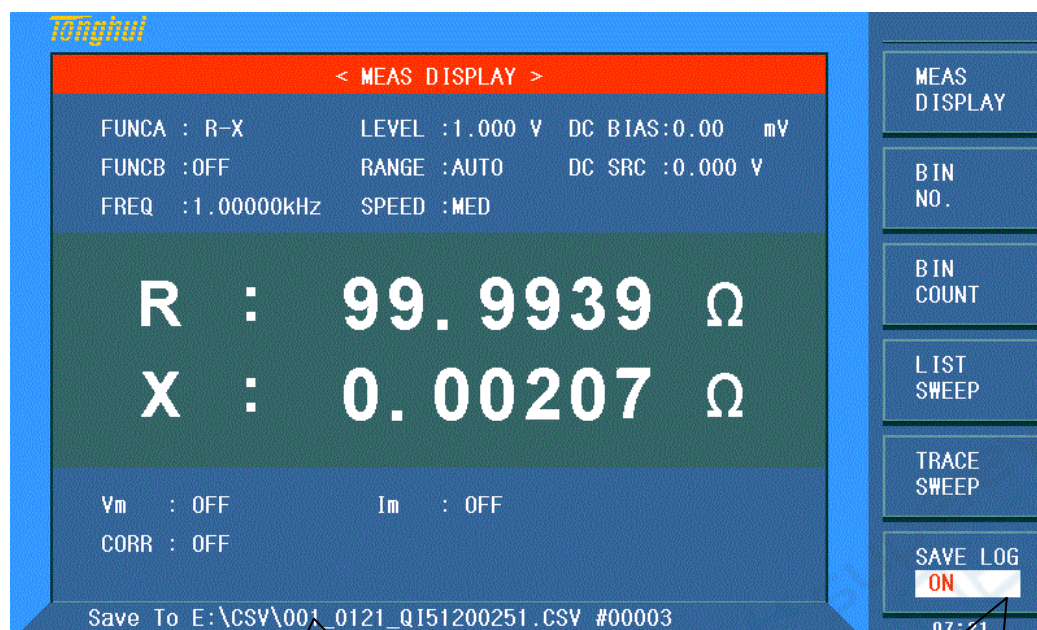 Tonghui
< MEAS DISPLAY >
FUNCA : R-X LEVEL :1.000 V DC BIAS:0.00 mV
FUNCB :OFF RANGE :AUTO DC SRC :0.000 V
FREQ :1.00000kHz SPEED :MED
R : 99.9939 Ω
X : 0.00207 Ω
Vm : OFF Im : OFF
CORR : OFF
Save To E:\CSV\001_0121_QI51200251.CSV #00003
MEAS
DISPLAY
BIN
NO.
BIN
COUNT
LIST
SWEEP
TRACE
SWEEP
SAVE LOG
ON